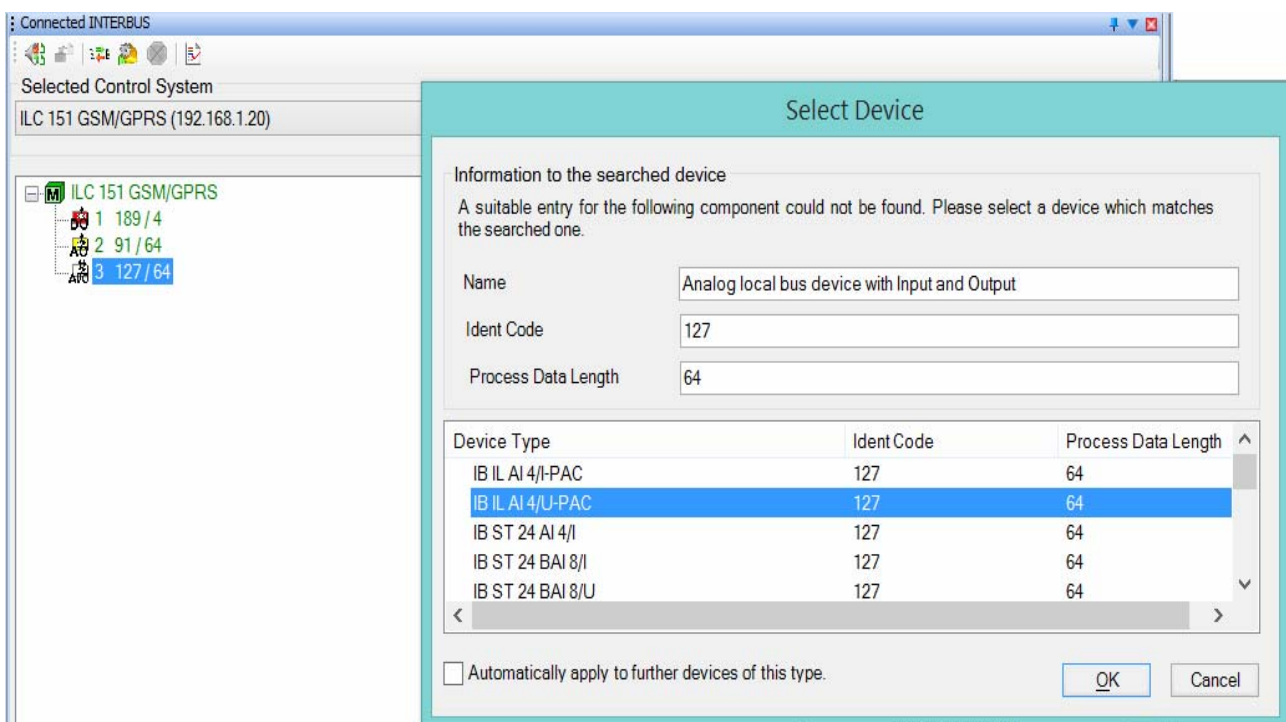 Connected INTERBUS
Selected Control System
ILC 151 GSM/GPRS (192.168.1.20)
ILC 151 GSM/GPRS
1 189 / 4
2 91 / 64
3 127 / 64
Select Device
Information to the searched device
A suitable entry for the following component could not be found. Please select a device which matches
the searched one.
Name Analog local bus device with Input and Output
Ident Code 127
Process Data Length 64
Device Type Ident Code Process Data Length
IB IL AI 4/I-PAC 127 64
IB IL AI 4/U-PAC 127 64
IB ST 24 AI 4/I 127 64
IB ST 24 BAI 8/I 127 64
IB ST 24 BAI 8/U 127 64
Automatically apply to further devices of this type.
OK Cancel